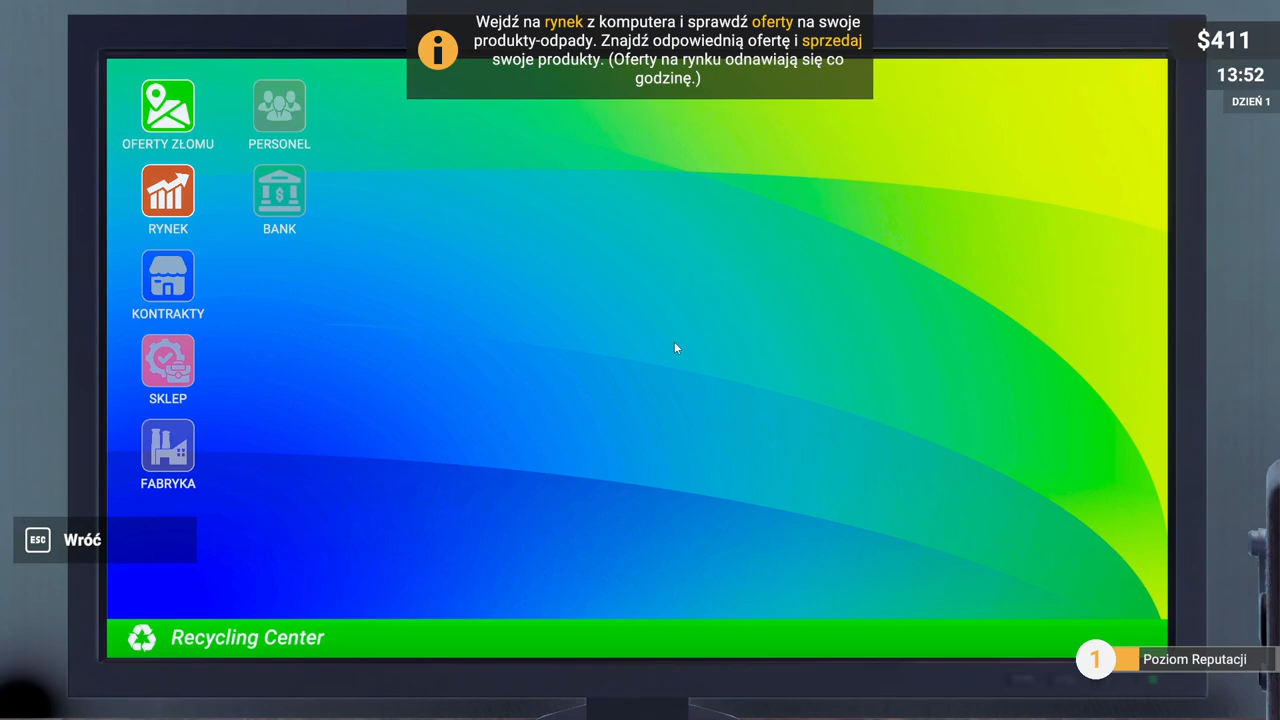 Wejdź na rynek z komputera i sprawdź oferty na swoje
produkty-odpady. Znajdź odpowiednią ofertę i sprzedaj
swoje produkty. (Oferty na rynku odnawiają się co
godzinę.)
$411
13:52
DZIEŃ 1
OFERTY ZŁOMU
PERSONEL
RYNEK
BANK
KONTRAKTY
SKLEP
FABRYKA
ESC Wróć
Recycling Center
1 Poziom Reputacji